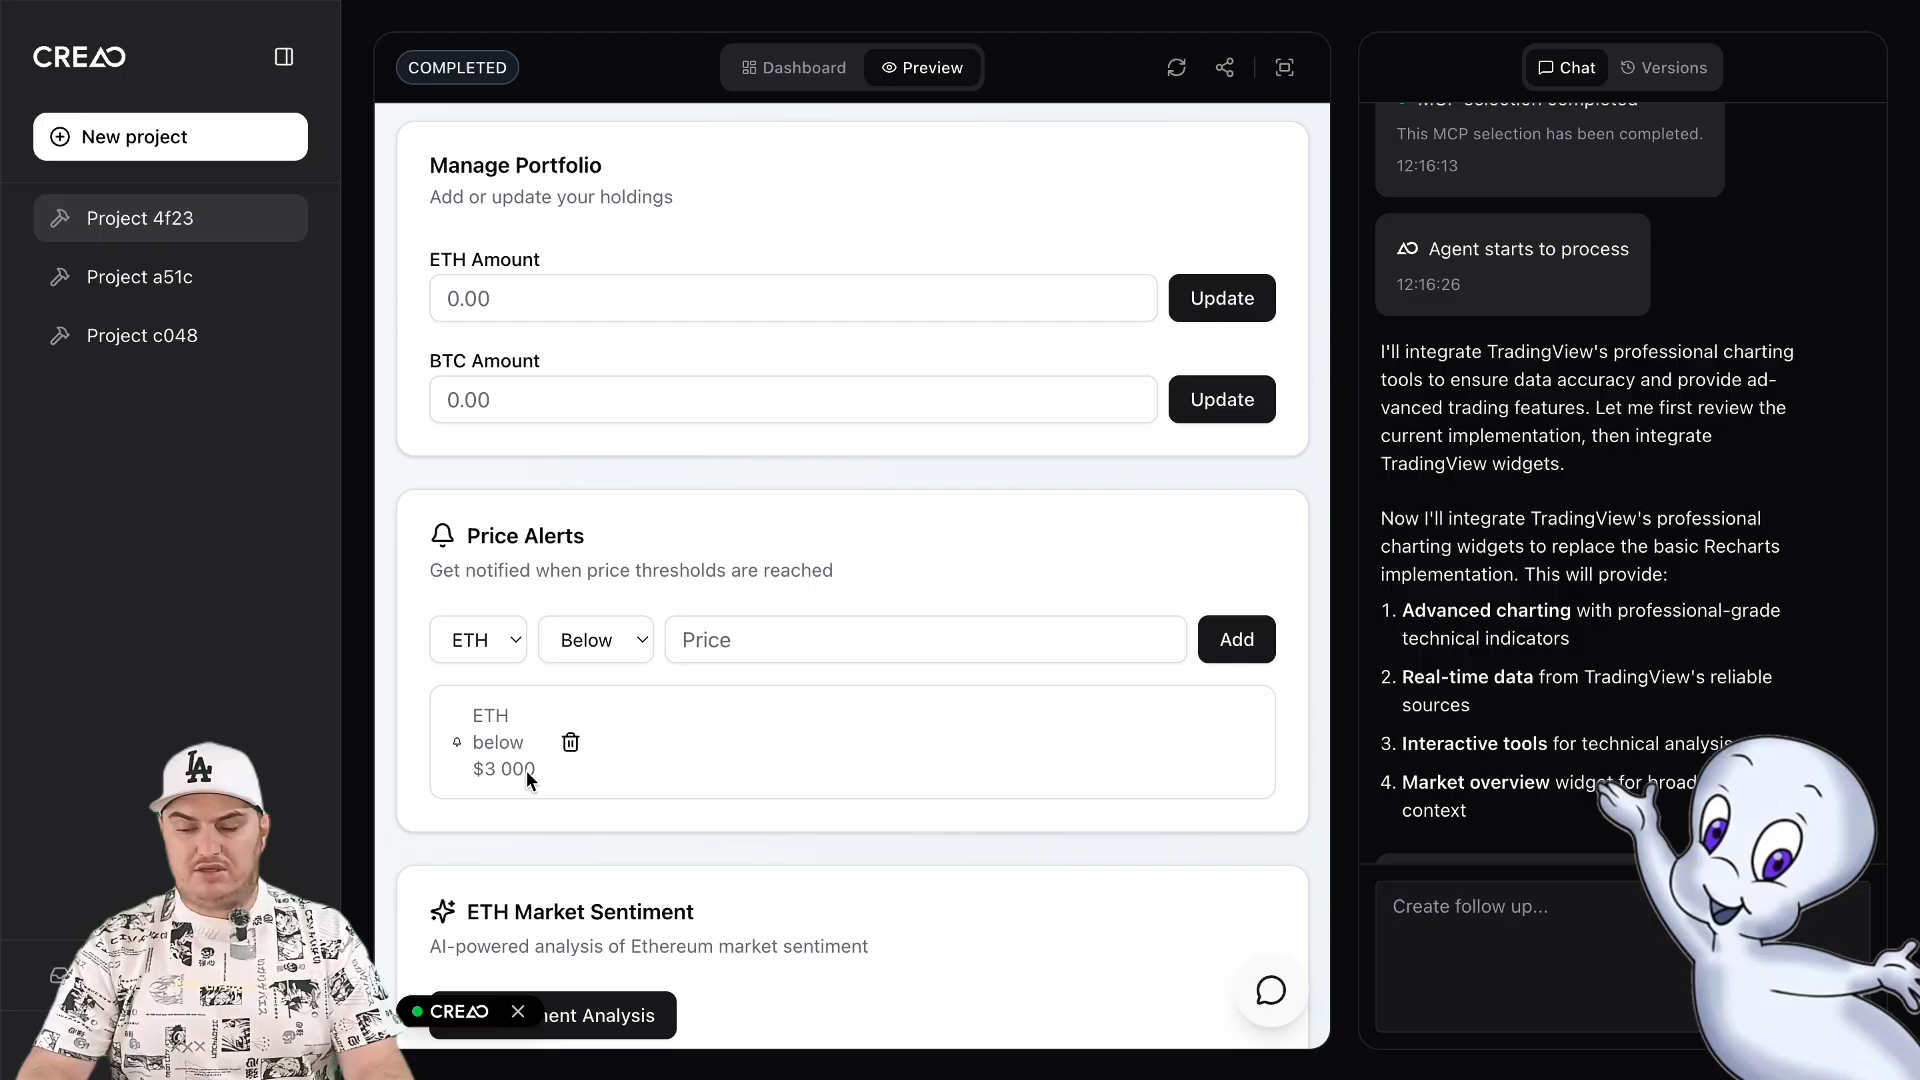 CREAO
New project
Project 4f23
Project a51c
Project c048
COMPLETED
Dashboard
Preview
Manage Portfolio
Add or update your holdings
ETH Amount
0.00
Update
BTC Amount
0.00
Update
Price Alerts
Get notified when price thresholds are reached
ETH
Below
Price
Add
ETH
below
$3 000
ETH Market Sentiment
AI-powered analysis of Ethereum market sentiment
CREAO
Analysis
Chat
Versions
This MCP selection has been completed.
12:16:13
Agent starts to process
12:16:26
I'll integrate TradingView's professional charting
tools to ensure data accuracy and provide ad-
vanced trading features. Let me first review the
current implementation, then integrate
TradingView widgets.
Now I'll integrate TradingView's professional
charting widgets to replace the basic Recharts
implementation. This will provide:
1. Advanced charting with professional-grade
technical indicators
2. Real-time data from TradingView's reliable
sources
3. Interactive tools for technical analysis
4. Market overview widget for broad
context
Create follow up...
LA